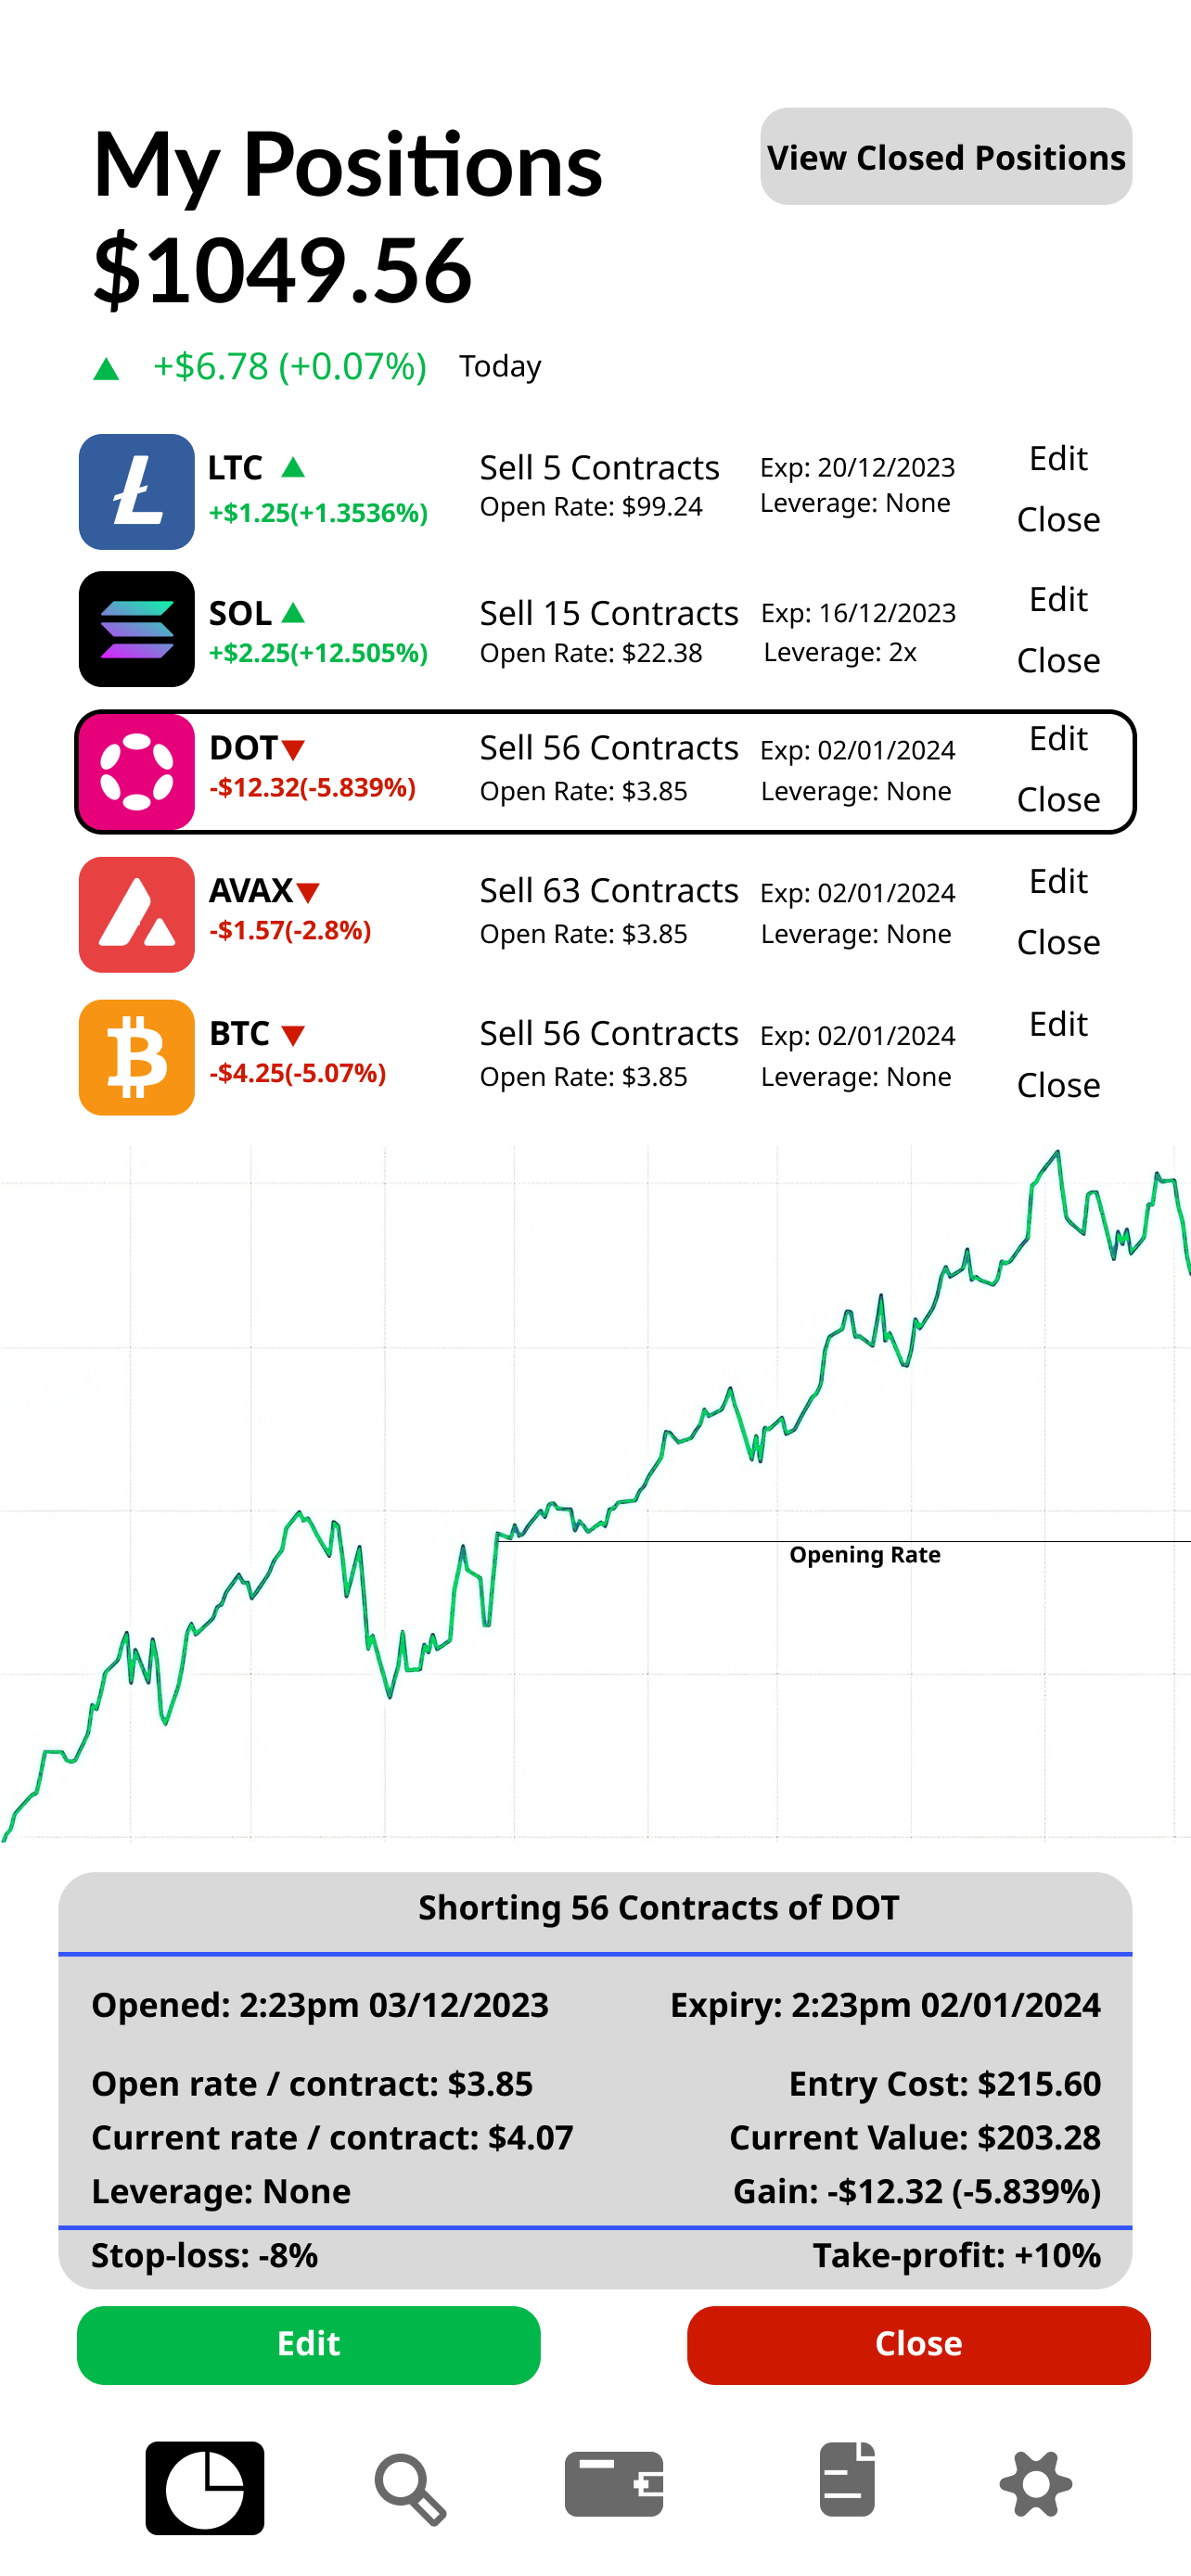 My Positions
View Closed Positions
$1049.56
+$6.78 (+0.07%) Today
LTC
+$1.25(+1.3536%)
Sell 5 Contracts
Open Rate: $99.24
Exp: 20/12/2023
Leverage: None
Edit
Close
SOL
+$2.25(+12.505%)
Sell 15 Contracts
Open Rate: $22.38
Exp: 16/12/2023
Leverage: 2x
Edit
Close
DOT
-$12.32(-5.839%)
Sell 56 Contracts
Open Rate: $3.85
Exp: 02/01/2024
Leverage: None
Edit
Close
AVAX
-$1.57(-2.8%)
Sell 63 Contracts
Open Rate: $3.85
Exp: 02/01/2024
Leverage: None
Edit
Close
BTC
-$4.25(-5.07%)
Sell 56 Contracts
Open Rate: $3.85
Exp: 02/01/2024
Leverage: None
Edit
Close
Opening Rate
Shorting 56 Contracts of DOT
Opened: 2:23pm 03/12/2023
Expiry: 2:23pm 02/01/2024
Open rate / contract: $3.85
Entry Cost: $215.60
Current rate / contract: $4.07
Current Value: $203.28
Leverage: None
Gain: -$12.32 (-5.839%)
Stop-loss: -8%
Take-profit: +10%
Edit
Close